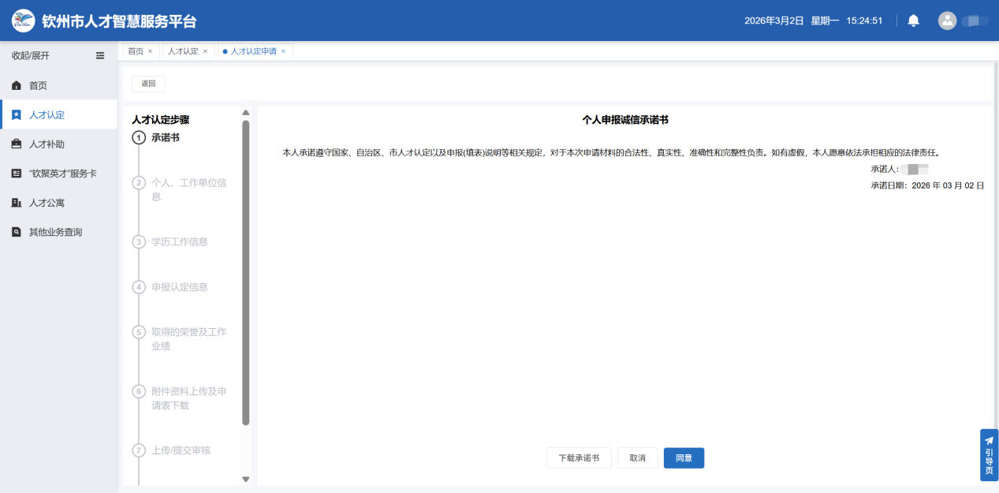 钦州市人才智慧服务平台
2026年3月2日 星期一 15:24:51
收起/展开
首页 × 人才认定 × 人才认定申请 ×
首页
人才认定
人才补助
“钦聚英才”服务卡
人才公寓
其他业务查询
返回
人才认定步骤
1 承诺书
2 个人、工作单位信
息
3 学历工作信息
4 申报认定信息
5 取得的荣誉及工作
业绩
6 附件资料上传及申
请表下载
7 上传/提交审核
个人申报诚信承诺书
本人承诺遵守国家、自治区、市人才认定以及申报(填表)说明等相关规定，对于本次申请材料的合法性、真实性、准确性和完整性负责。如有虚假，本人愿意依法承担相应的法律责任。
承诺人：
承诺日期：2026 年 03 月 02 日
下载承诺书 取消 同意
引导页